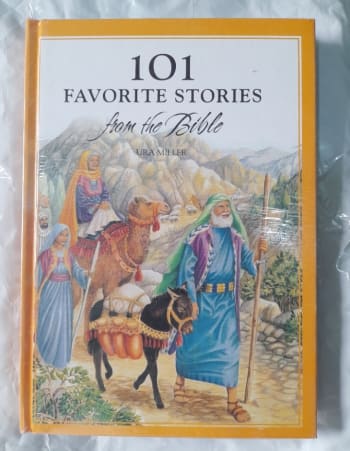 101
FAVORITE STORIES
from the Bible
URA MILLER